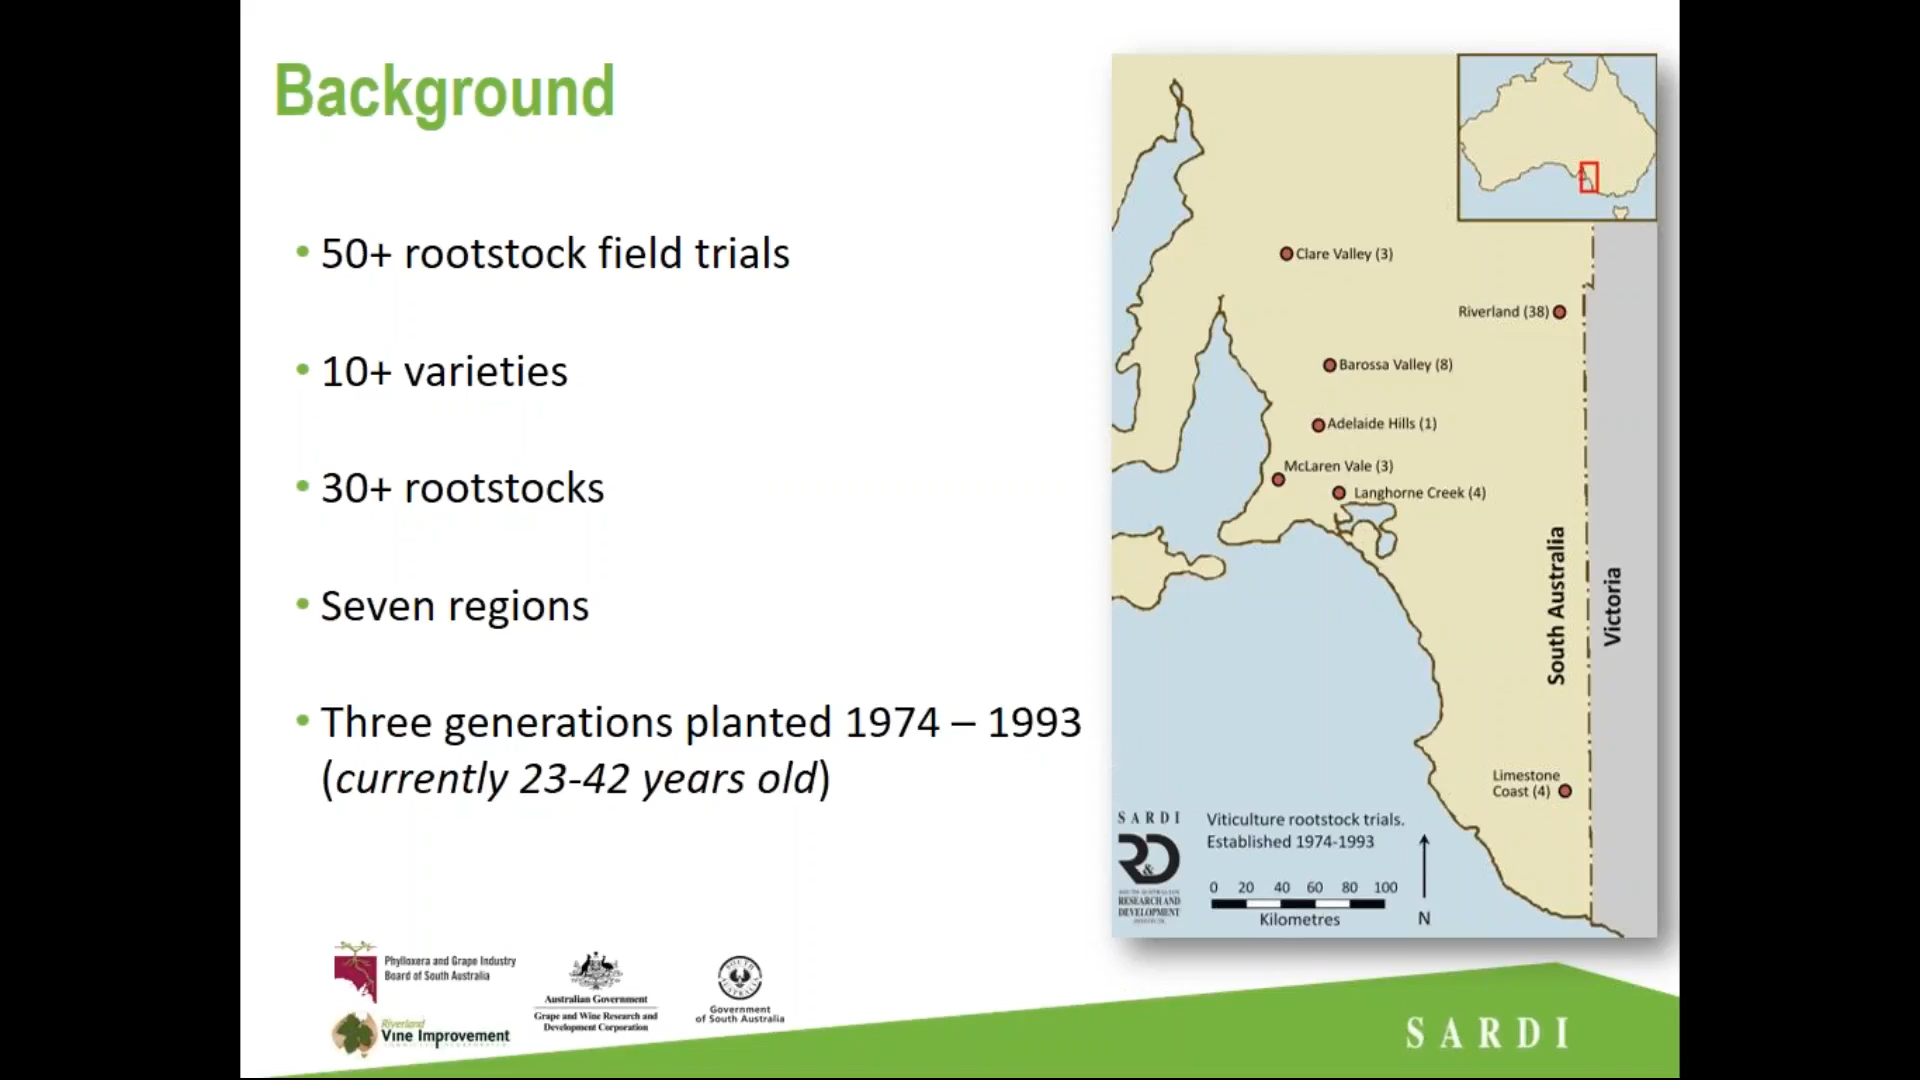 Background
• 50+ rootstock field trials
• 10+ varieties
• 30+ rootstocks
• Seven regions
• Three generations planted 1974 – 1993
(currently 23-42 years old)
Clare Valley (3)
Riverland (38)
Barossa Valley (8)
Adelaide Hills (1)
McLaren Vale (3)
Langhorne Creek (4)
South Australia
Victoria
Limestone
Coast (4)
SARDI
R&D
RESEARCH AND
DEVELOPMENT
Viticulture rootstock trials.
Established 1974-1993
0 20 40 60 80 100
Kilometres
N
Phylloxera and Grape Industry
Board of South Australia
Riverland
Vine Improvement
Australian Government
Grape and Wine Research and
Development Corporation
Government
of South Australia
SARDI